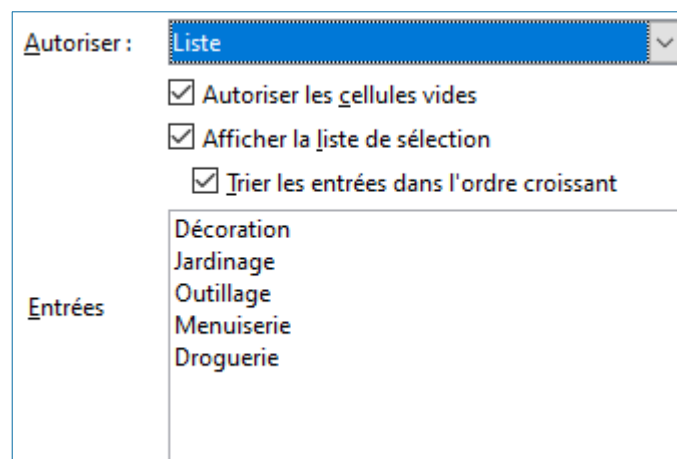 Autoriser :
Liste
Autoriser les cellules vides
Afficher la liste de sélection
Trier les entrées dans l'ordre croissant
Entrées
Décoration
Jardinage
Outillage
Menuiserie
Droguerie